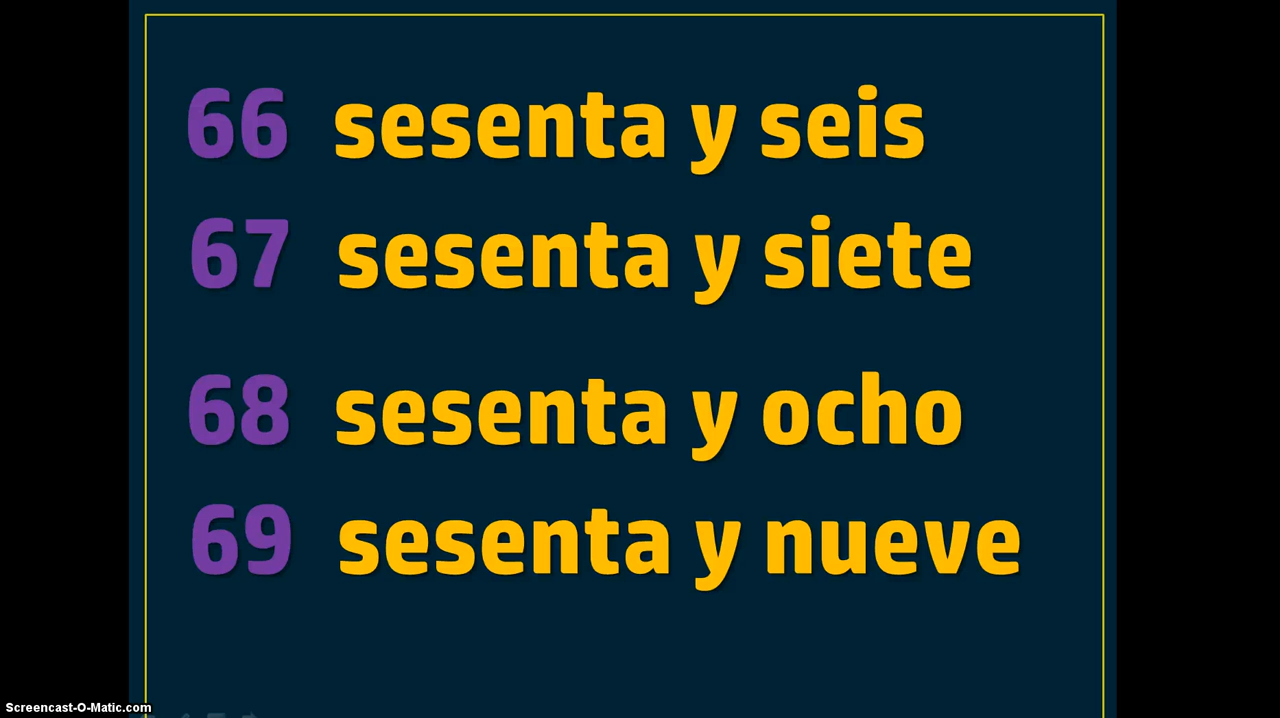 66 sesenta y seis
67 sesenta y siete
68 sesenta y ocho
69 sesenta y nueve
Screencast-O-Matic.com